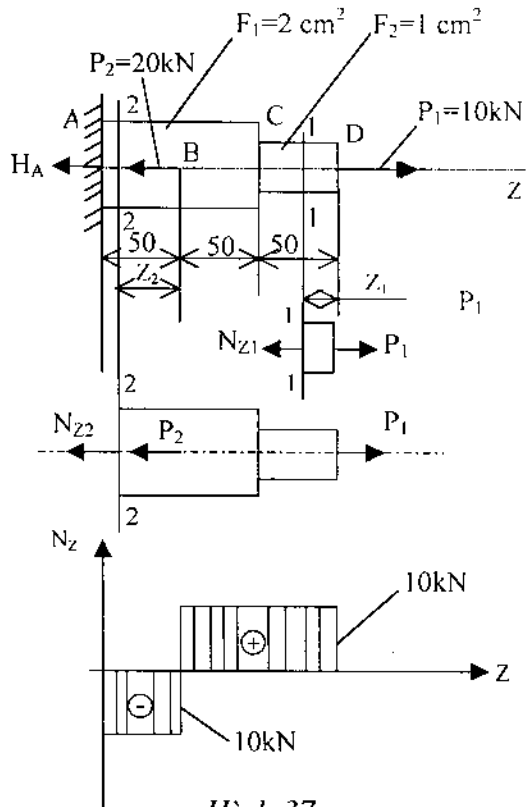 F₁=2 cm² F₂=1 cm²
P₂=20kN
2 C 1 D P₁=10kN
A
B
H_A Z
2 1
50 50 50
Z₂ Z₁ P₁
1
N_Z1 P₁
2 1
N_Z2 P₂ P₁
2
N_Z
10kN
+
Z
-
10kN
37